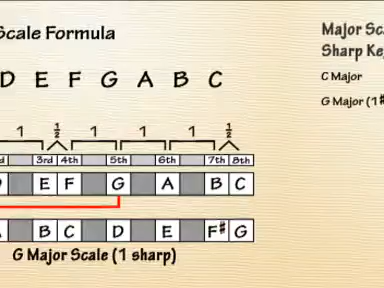 Scale Formula
Major Sca
Sharp Key
D E F G A B C
C Major
G Major (1#
1 ½ 1 1 1 ½
3rd 4th 5th 6th 7th 8th
E F G A B C
B C D E F# G
G Major Scale (1 sharp)